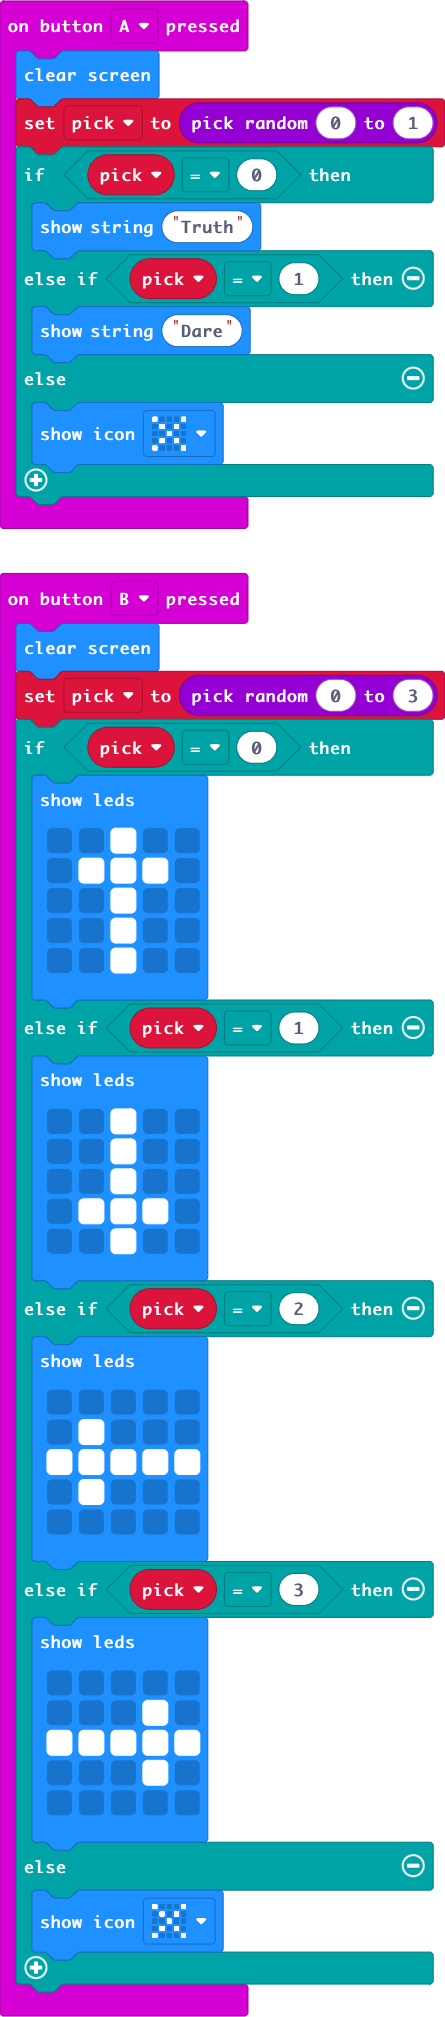 on button A pressed
clear screen
set pick to pick random 0 to 1
if pick = 0 then
show string "Truth"
else if pick = 1 then
show string "Dare"
else
show icon
on button B pressed
clear screen
set pick to pick random 0 to 3
if pick = 0 then
show leds
else if pick = 1 then
show leds
else if pick = 2 then
show leds
else if pick = 3 then
show leds
else
show icon